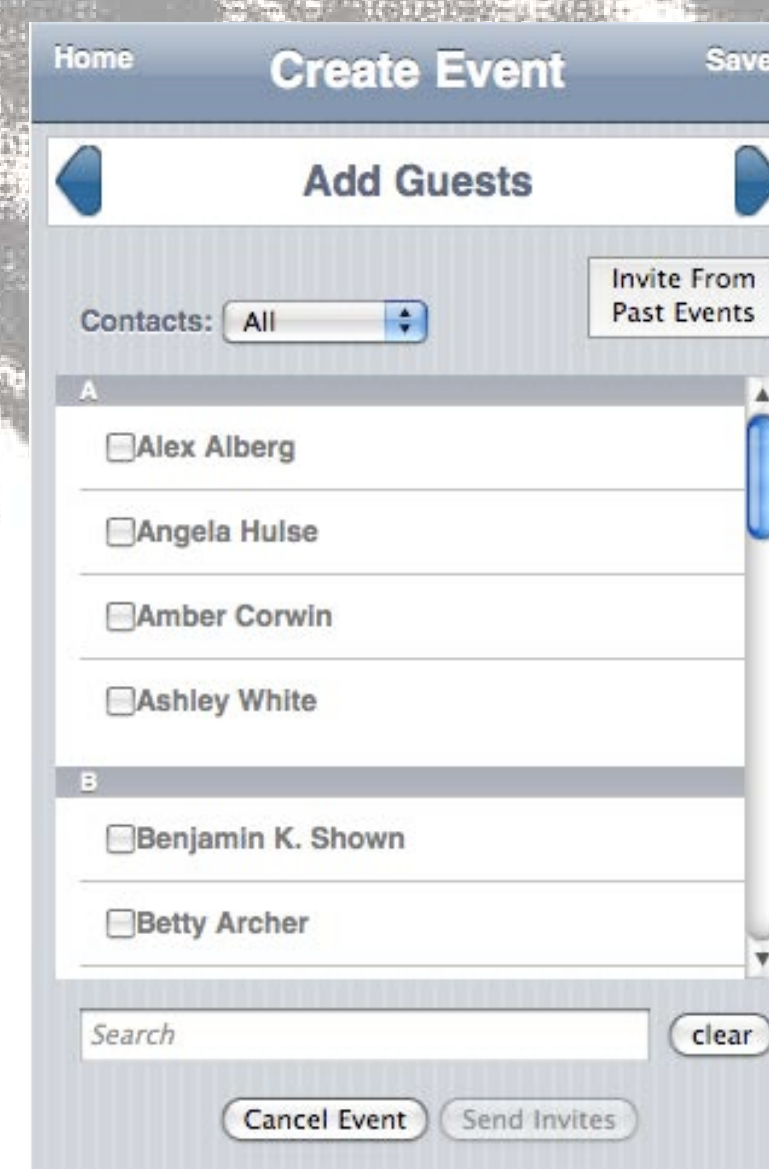 Home Create Event Save
Add Guests
Invite From
Past Events
Contacts: All
A
Alex Alberg
Angela Hulse
Amber Corwin
Ashley White
B
Benjamin K. Shown
Betty Archer
Search clear
Cancel Event Send Invites